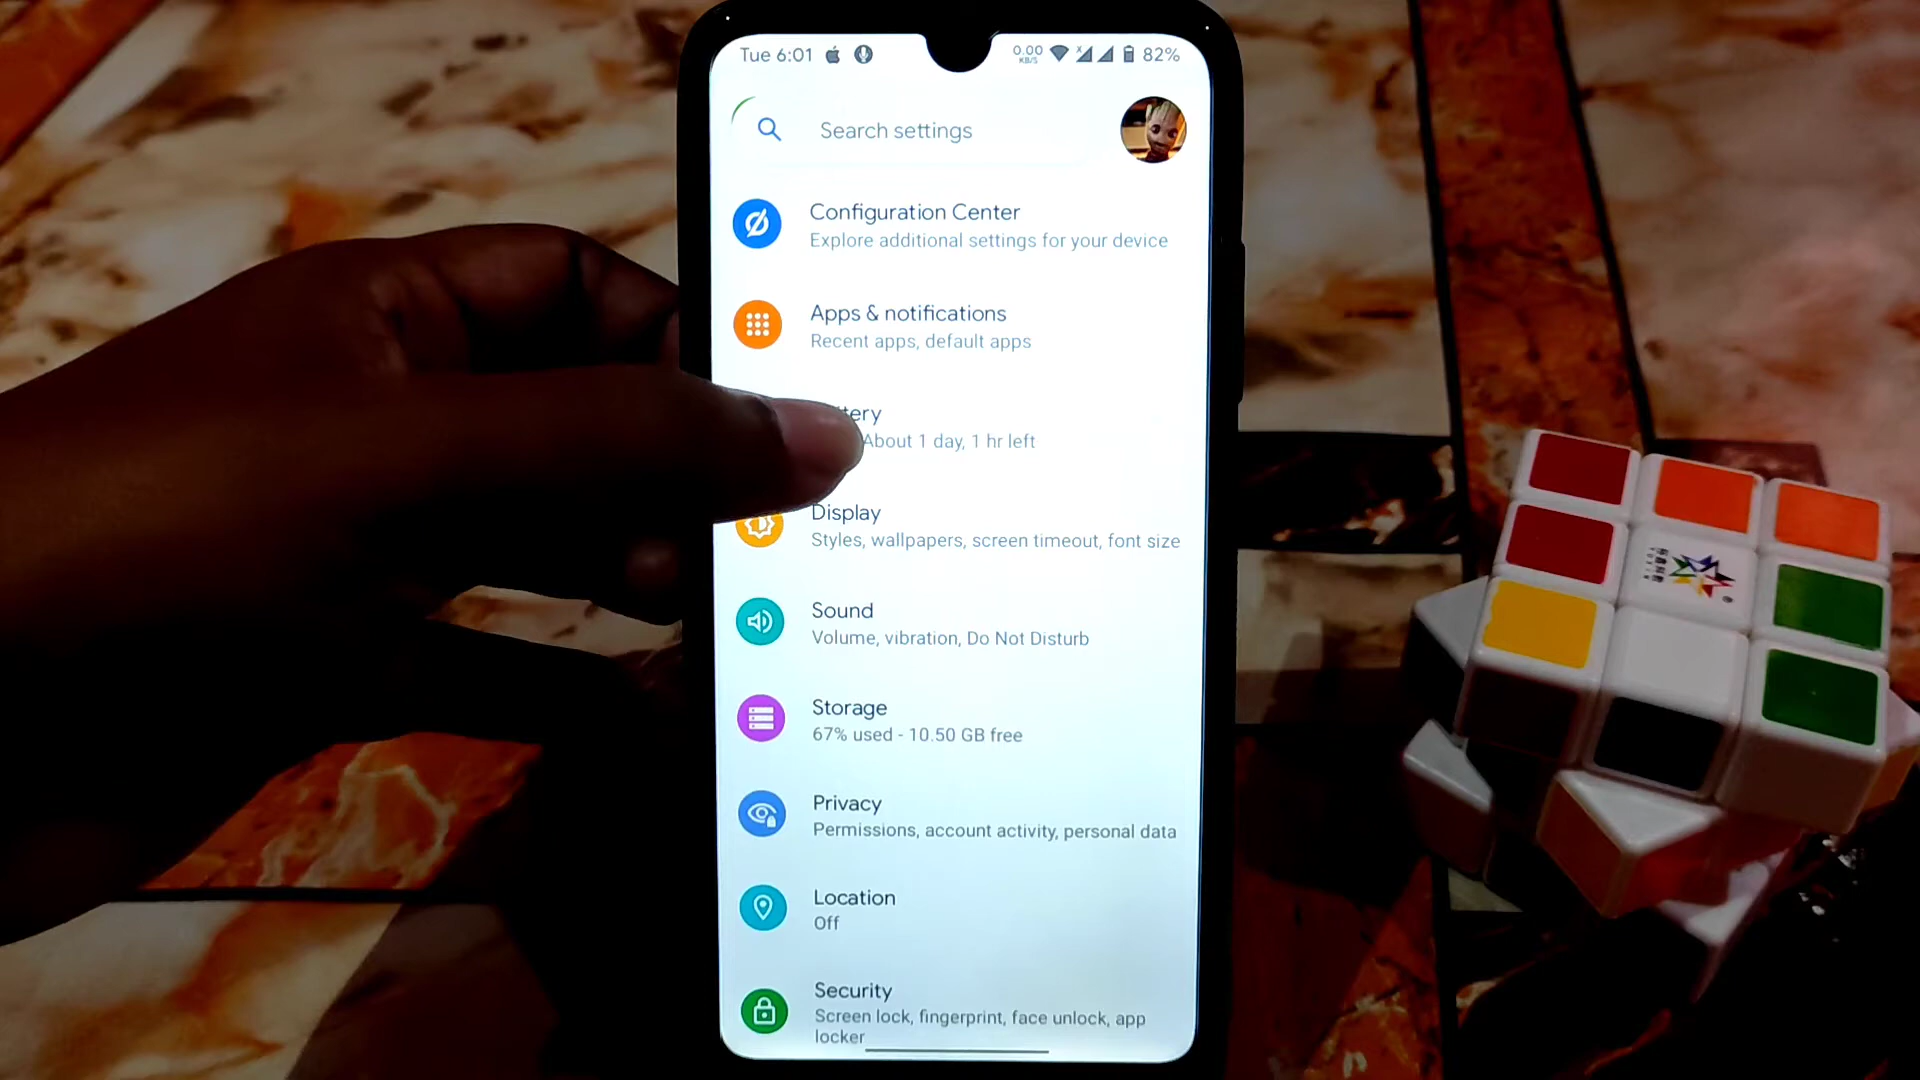 Tue 6:01
0.00
KB/S
82%
Search settings
Configuration Center
Explore additional settings for your device
Apps & notifications
Recent apps, default apps
tery
About 1 day, 1 hr left
Display
Styles, wallpapers, screen timeout, font size
Sound
Volume, vibration, Do Not Disturb
Storage
67% used - 10.50 GB free
Privacy
Permissions, account activity, personal data
Location
Off
Security
Screen lock, fingerprint, face unlock, app
locker